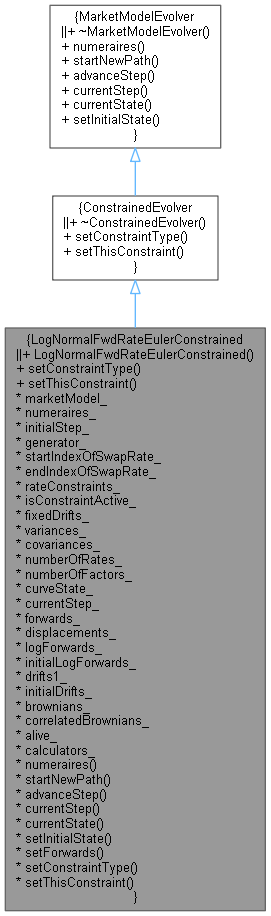 {MarketModelEvolver
||+ ~MarketModelEvolver()
+ numeraires()
+ startNewPath()
+ advanceStep()
+ currentStep()
+ currentState()
+ setInitialState()
}
{ConstrainedEvolver
||+ ~ConstrainedEvolver()
+ setConstraintType()
+ setThisConstraint()
}
{LogNormalFwdRateEulerConstrained
||+ LogNormalFwdRateEulerConstrained()
+ setConstraintType()
+ setThisConstraint()
* marketModel_
* numeraires_
* initialStep_
* generator_
* startIndexOfSwapRate_
* endIndexOfSwapRate_
* rateConstraints_
* isConstraintActive_
* fixedDrifts_
* variances_
* covariances_
* numberOfRates_
* numberOfFactors_
* curveState_
* currentStep_
* forwards_
* displacements_
* logForwards_
* initialLogForwards_
* drifts1_
* initialDrifts_
* brownians_
* correlatedBrownians_
* alive_
* calculators_
* numeraires()
* startNewPath()
* advanceStep()
* currentStep()
* currentState()
* setInitialState()
* setForwards()
* setConstraintType()
* setThisConstraint()
}